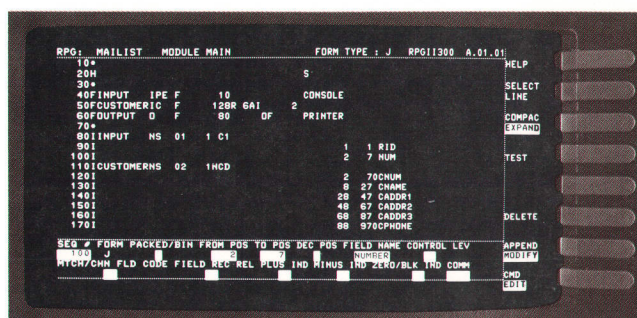 RPG: MAILIST MODULE MAIN FORM TYPE : J RPGII300 A.01.01
10*
20H S
30*
40FINPUT IPE F 10 CONSOLE
50FCUSTOMERIC F 128R 6AI 2
60FOUTPUT O F 80 OF PRINTER
70*
80IINPUT NS 01 1 C1
90I 1 1 RID
100I 2 7 NUM
110ICUSTOMERNS 02 1HCD
120I 2 70CNUM
130I 8 27 CNAME
140I 28 47 CADDR1
150I 48 67 CADDR2
160I 68 87 CADDR3
170I 88 970CPHONE
SEQ # FORM PACKED/BIN FROM POS TO POS DEC POS FIELD NAME CONTROL LEV
100 J 2 7 NUMBER
MTCH/CHN FLD CODE FIELD REC REL PLUS IND MINUS IND ZERO/BLK IND COMM
HELP
SELECT
LINE
COMPAC
EXPAND
TEST
DELETE
APPEND
MODIFY
CMD
EDIT